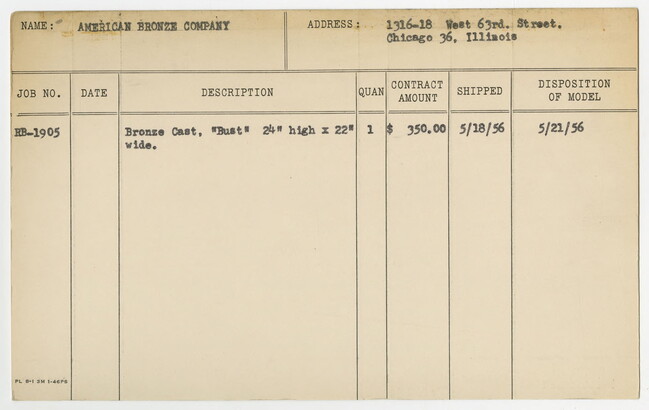 NAME: AMERICAN BRONZE COMPANY ADDRESS: 1316-18 West 63rd. Street.
Chicago 36, Illinois
JOB NO. DATE DESCRIPTION QUAN CONTRACT AMOUNT SHIPPED DISPOSITION OF MODEL
RB-1905 Bronze Cast, "Bust" 24" high x 22" 1 $ 350.00 5/18/56 5/21/56
wide.